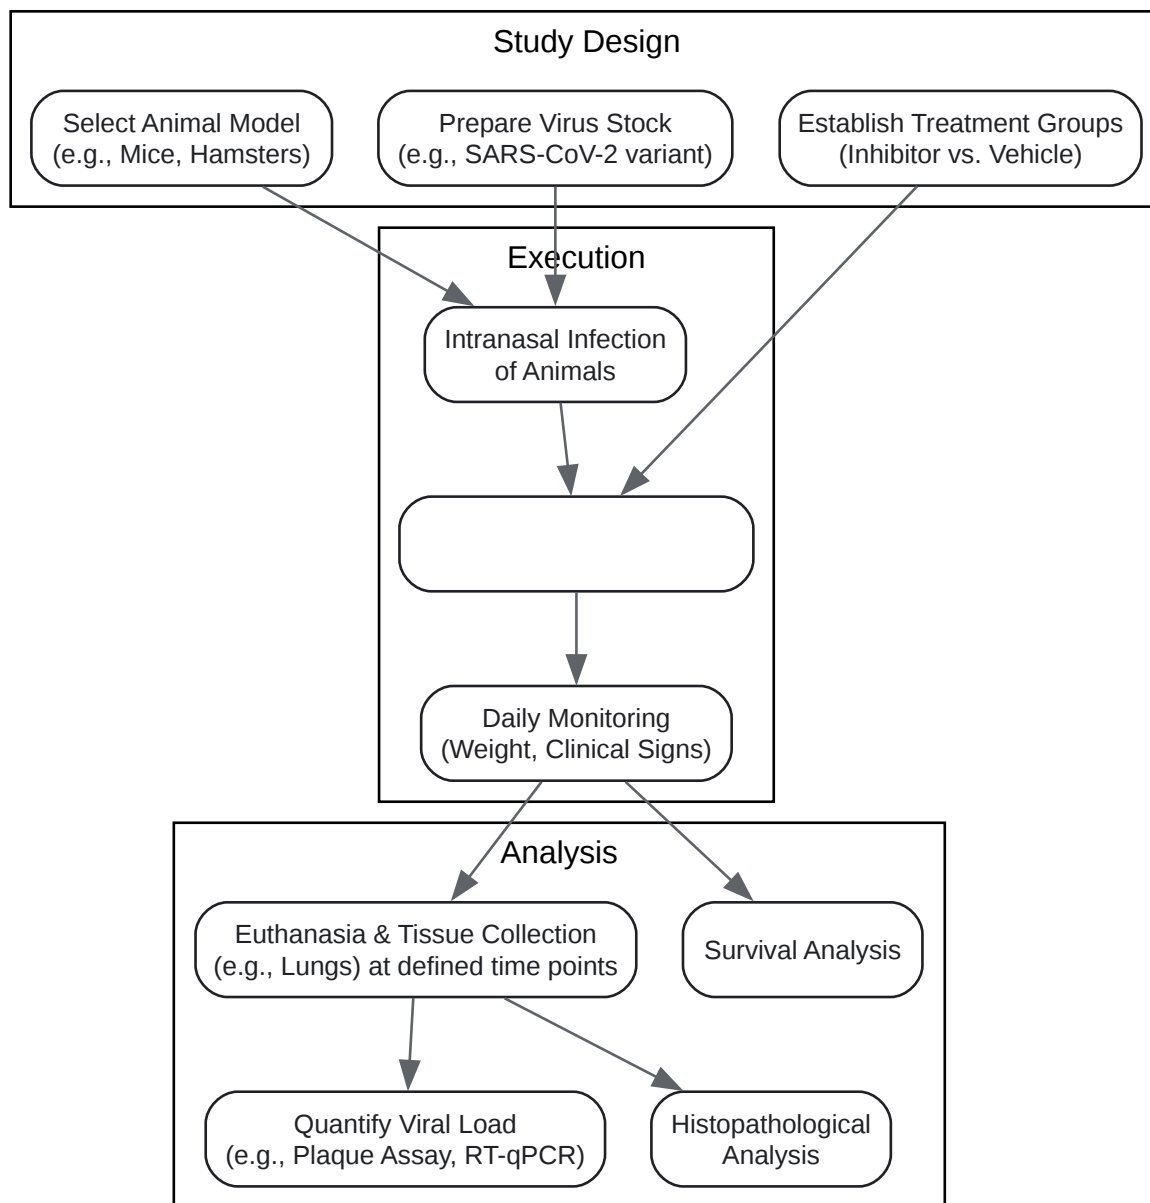 Study Design
Select Animal Model
(e.g., Mice, Hamsters)
Prepare Virus Stock
(e.g., SARS-CoV-2 variant)
Establish Treatment Groups
(Inhibitor vs. Vehicle)
Execution
Intranasal Infection
of Animals
Daily Monitoring
(Weight, Clinical Signs)
Analysis
Euthanasia & Tissue Collection
(e.g., Lungs) at defined time points
Survival Analysis
Quantify Viral Load
(e.g., Plaque Assay, RT-qPCR)
Histopathological
Analysis